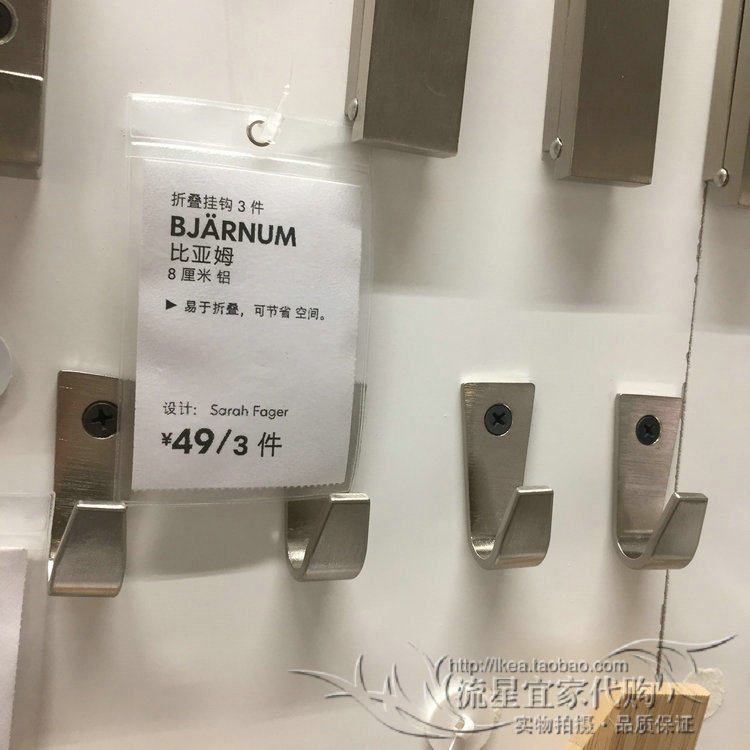 折叠挂钩 3 件
BJÄRNUM
比亚姆
8 厘米 铝
▶ 易于折叠，可节省 空间。
设计： Sarah Fager
¥49/3 件
http://Ikea.taobao.com
流星宜家代购
实物拍摄·品质保证